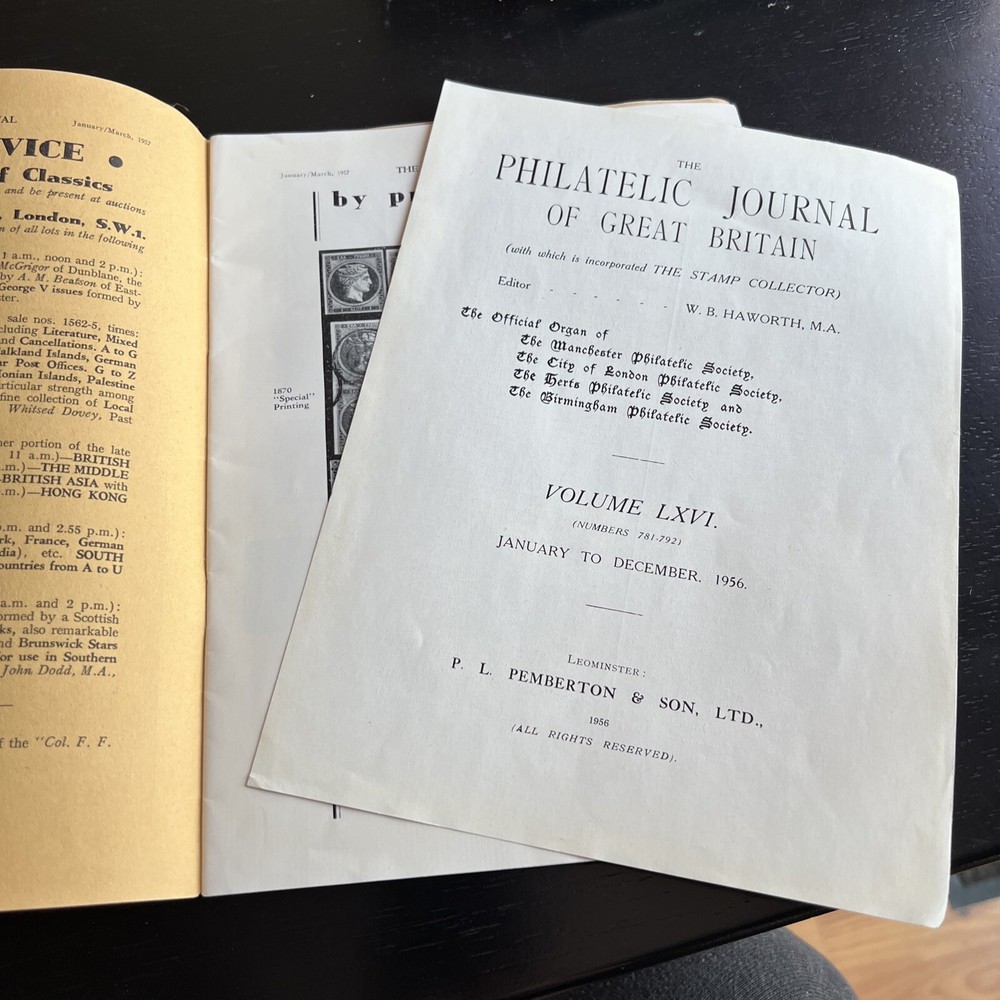 January/March, 1957
VICE ●
f Classics
and be present at auctions
, London, S.W.1.
n of all lots in the following
1 a.m., noon and 2 p.m.):
McGrigor of Dunblane, the
by A. M. Beatson of East-
George V issues formed by
ster.
sale nos. 1562-5, times:
cluding Literature, Mixed
and Cancellations. A to G
alkland Islands, German
r Post Offices. G to Z
onian Islands, Palestine
rticular strength among
fine collection of Local
Whitsed Dovey, Past
her portion of the late
11 a.m.)—BRITISH
.m.)—THE MIDDLE
BRITISH ASIA with
.m.)—HONG KONG
.m. and 2.55 p.m.):
rk, France, German
dia), etc. SOUTH
ountries from A to U
a.m. and 2 p.m.):
ormed by a Scottish
ks, also remarkable
nd Brunswick Stars
or use in Southern
John Dodd, M.A.,
f the "Col. F. F.
January/March, 1957 THE
by p
1870
"Special"
Printing
THE
PHILATELIC JOURNAL
OF GREAT BRITAIN
(with which is incorporated THE STAMP COLLECTOR)
Editor - - - - - - W. B. HAWORTH, M.A.
The Official Organ of
The Manchester Philatelic Society,
The City of London Philatelic Society,
The Herts Philatelic Society and
The Birmingham Philatelic Society.
VOLUME LXVI.
(NUMBERS 781-792)
JANUARY TO DECEMBER, 1956.
LEOMINSTER:
P. L. PEMBERTON & SON, LTD.,
1956
(ALL RIGHTS RESERVED).